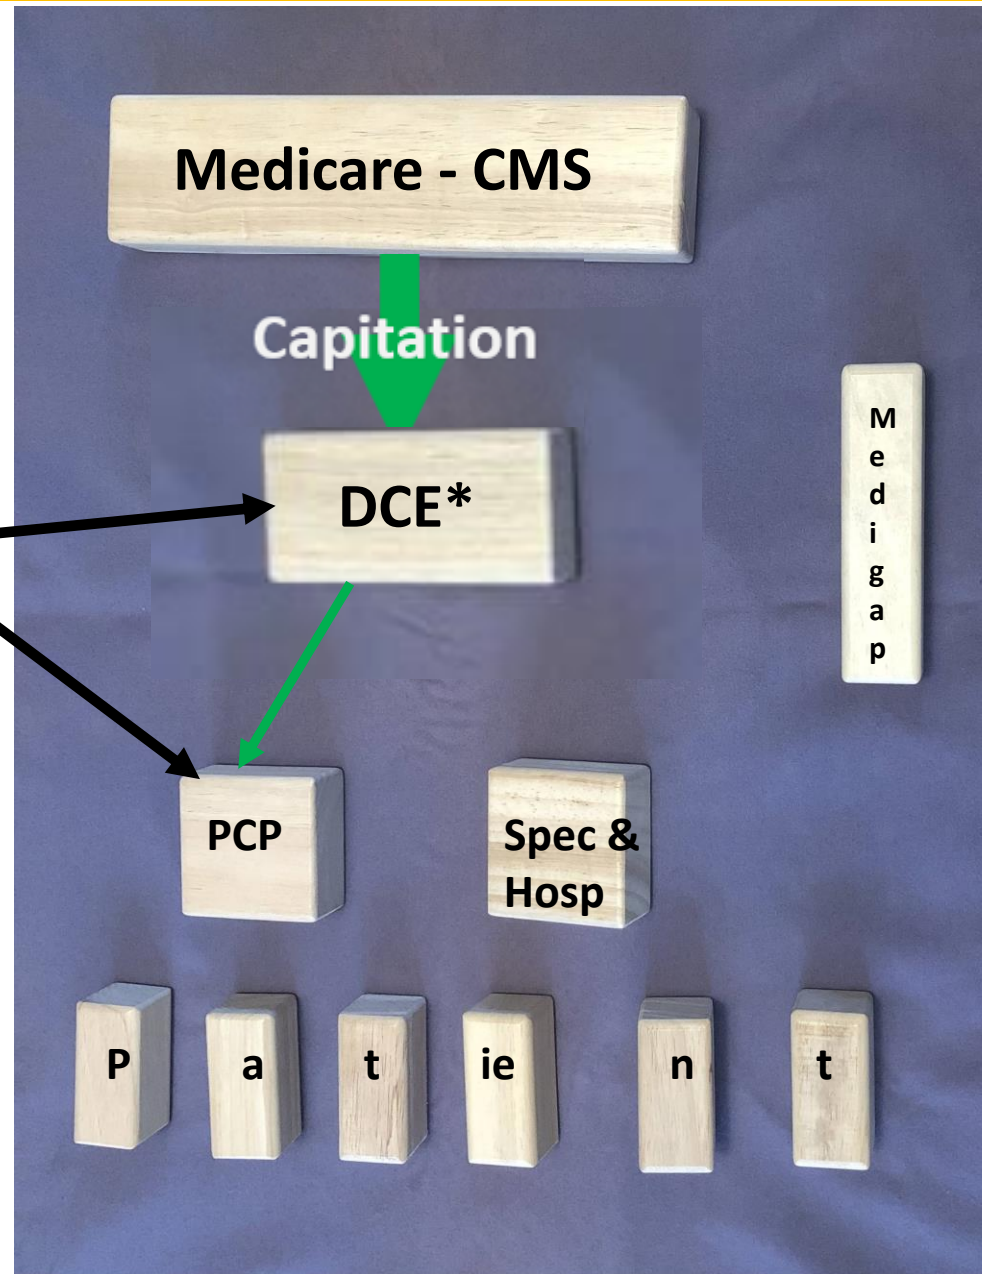 Medicare - CMS
Capitation
DCE*
M
e
d
i
g
a
p
PCP
Spec &
Hosp
P a t ie n t